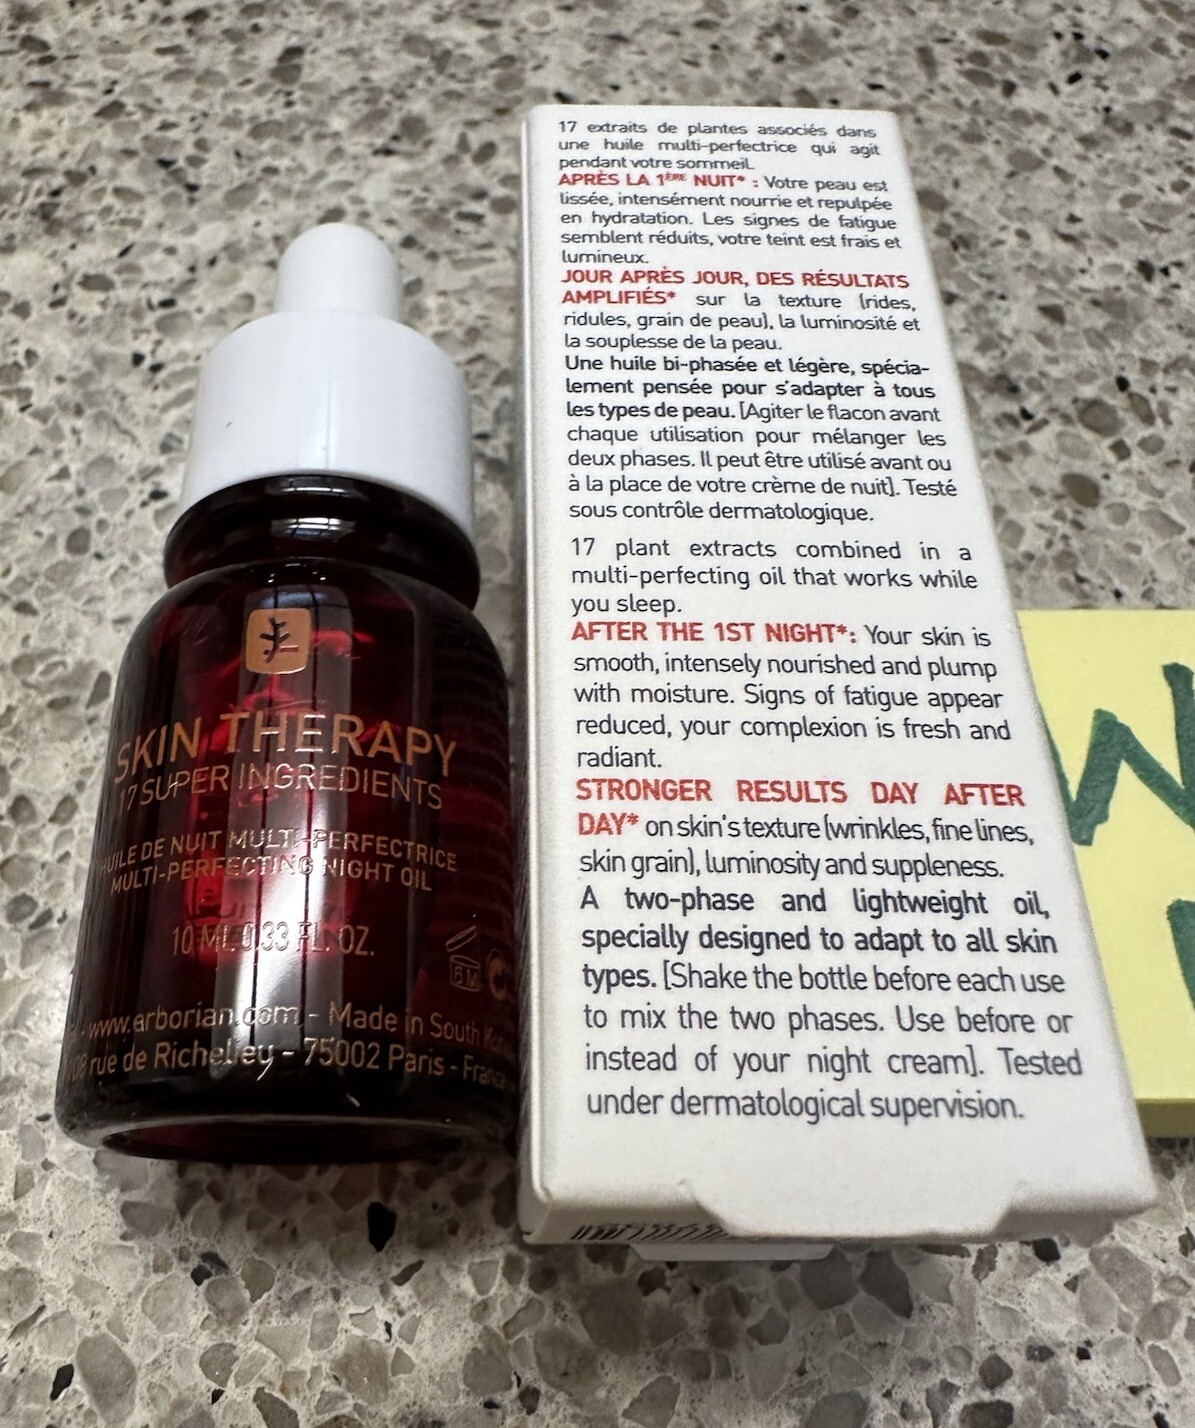 SKIN THERAPY
17 SUPER INGREDIENTS
HUILE DE NUIT MULTI-PERFECTRICE
MULTI-PERFECTING NIGHT OIL
10 ML 0.33 FL. OZ.
6 M
- www.erborian.com - Made in South
rue de Richelieu - 75002 Paris -
17 extraits de plantes associés dans
une huile multi-perfectrice qui agit
pendant votre sommeil.
APRÈS LA 1ÈRE NUIT* : Votre peau est
lissée, intensément nourrie et repulpée
en hydratation. Les signes de fatigue
semblent réduits, votre teint est frais et
lumineux.
JOUR APRÈS JOUR, DES RÉSULTATS
AMPLIFIÉS* sur la texture (rides,
ridules, grain de peau), la luminosité et
la souplesse de la peau.
Une huile bi-phasée et légère, spécia-
lement pensée pour s'adapter à tous
les types de peau. [Agiter le flacon avant
chaque utilisation pour mélanger les
deux phases. Il peut être utilisé avant ou
à la place de votre crème de nuit]. Testé
sous contrôle dermatologique.
17 plant extracts combined in a
multi-perfecting oil that works while
you sleep.
AFTER THE 1ST NIGHT*: Your skin is
smooth, intensely nourished and plump
with moisture. Signs of fatigue appear
reduced, your complexion is fresh and
radiant.
STRONGER RESULTS DAY AFTER
DAY* on skin's texture (wrinkles, fine lines,
skin grain), luminosity and suppleness.
A two-phase and lightweight oil,
specially designed to adapt to all skin
types. [Shake the bottle before each use
to mix the two phases. Use before or
instead of your night cream]. Tested
under dermatological supervision.